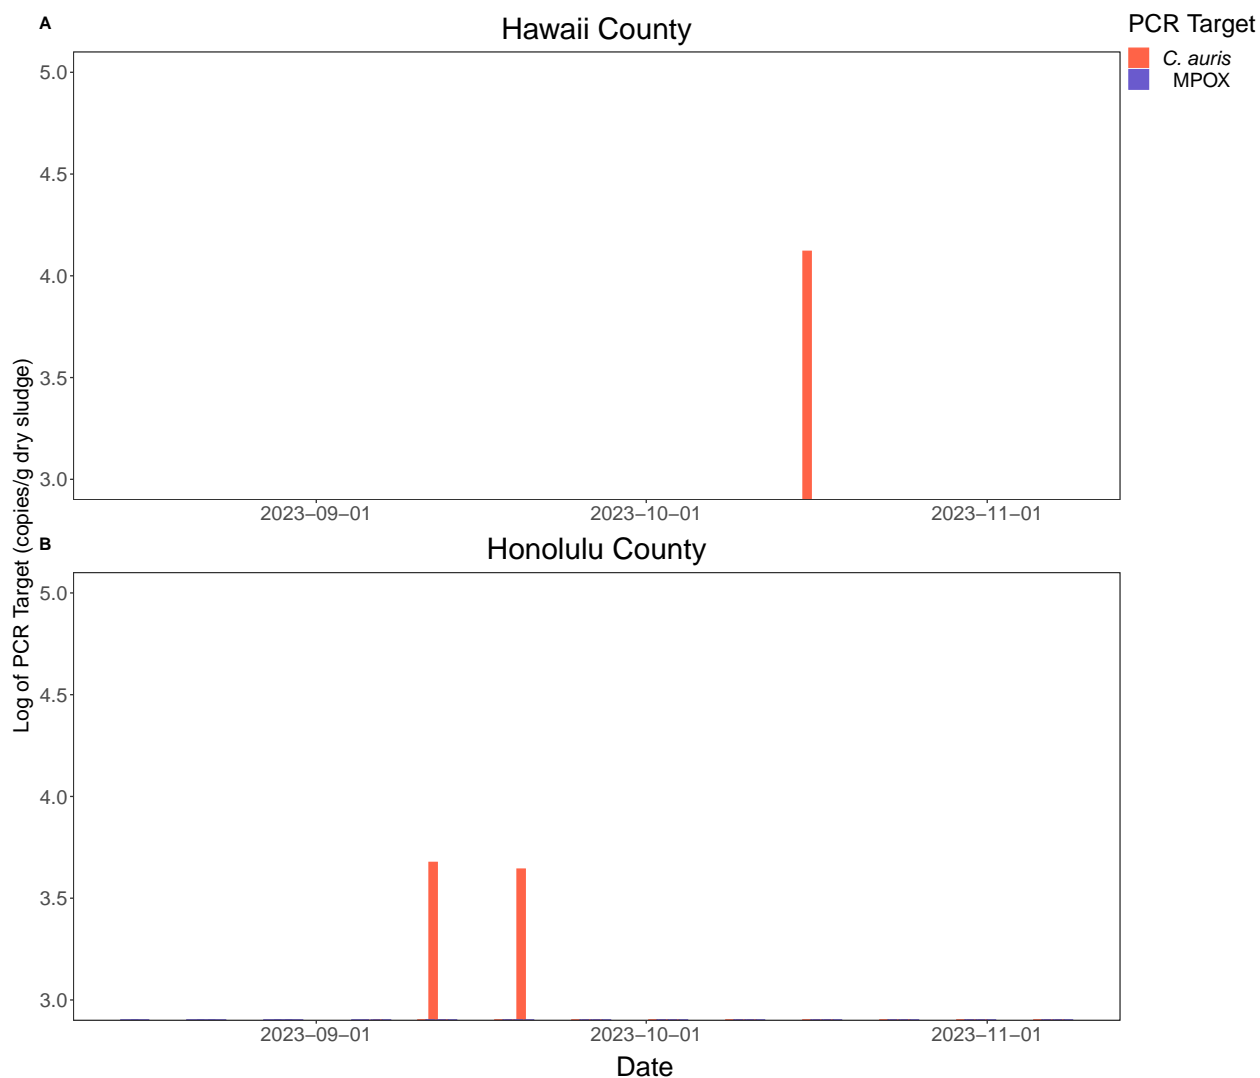 A
Hawaii County
PCR Target
C. auris
MPOX
5.0
4.5
4.0
3.5
3.0
2023−09−01
2023−10−01
2023−11−01
Log of PCR Target (copies/g dry sludge)
B
Honolulu County
5.0
4.5
4.0
3.5
3.0
2023−09−01
2023−10−01
2023−11−01
Date